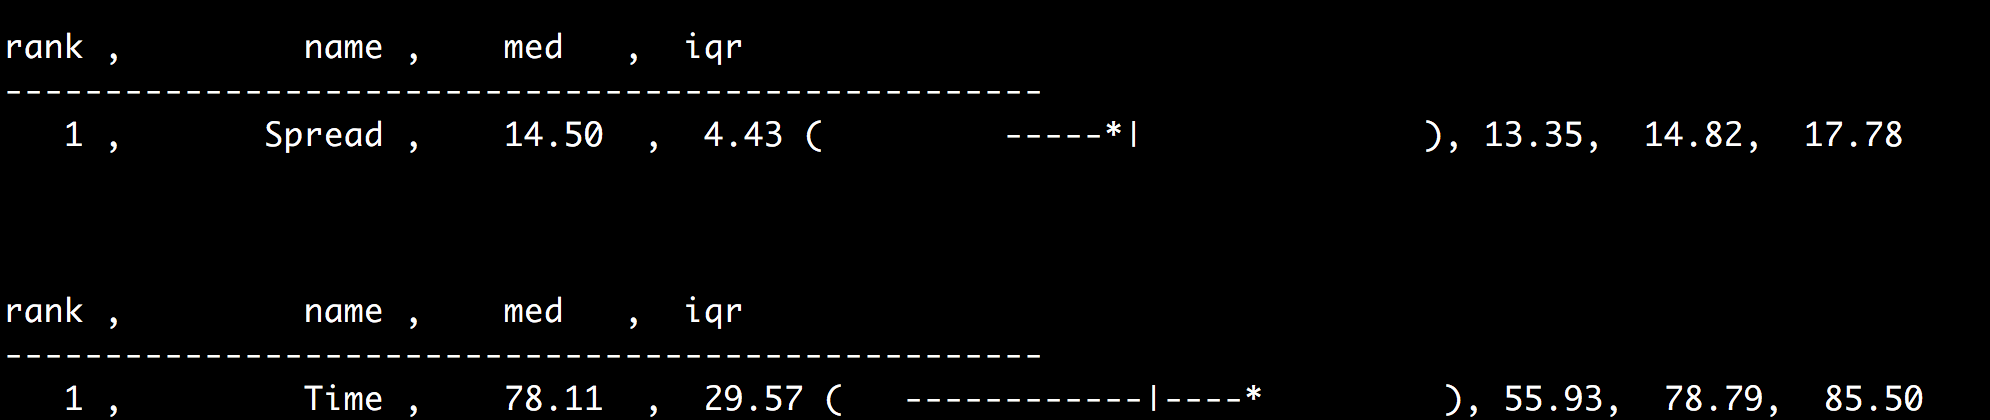 rank ,         name ,    med   ,  iqr
----------------------------------------------------
   1 ,       Spread ,    14.50  ,  4.43 (         -----*|              ), 13.35,  14.82,  17.78
rank ,         name ,    med   ,  iqr
----------------------------------------------------
   1 ,         Time ,    78.11  ,  29.57 (   ------------|----*         ), 55.93,  78.79,  85.50